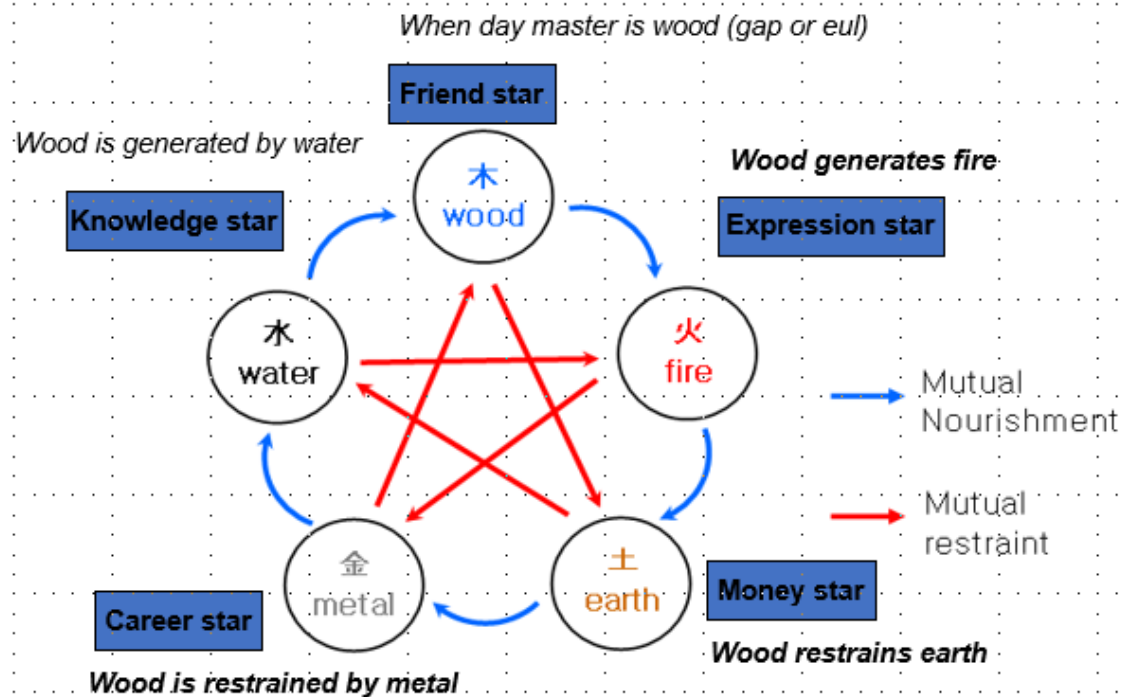 When day master is wood (gap or eul)
Friend star
Wood is generated by water
木
wood
Wood generates fire
Knowledge star
Expression star
水
water
火
fire
Mutual
Nourishment
Mutual
restraint
金
metal
土
earth
Career star
Money star
Wood restrains earth
Wood is restrained by metal